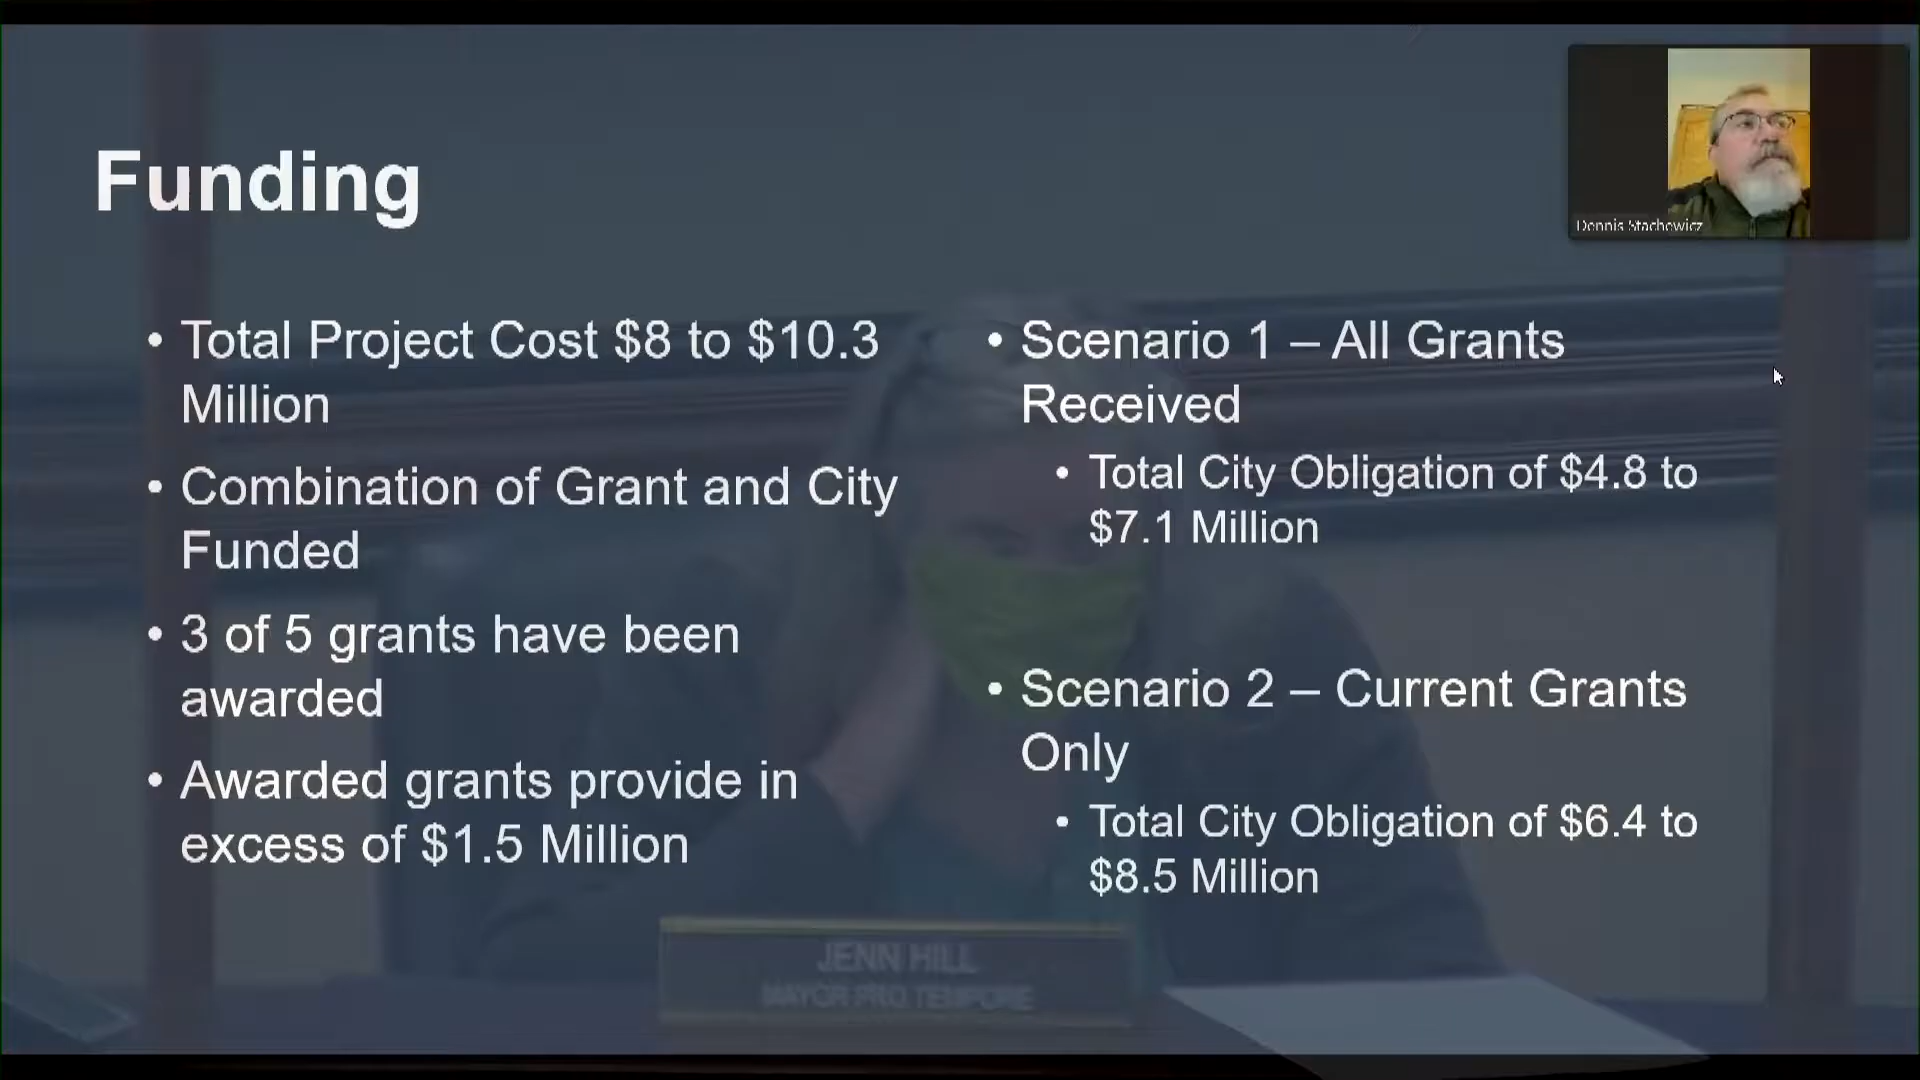 Funding
• Total Project Cost $8 to $10.3
Million
• Combination of Grant and City
Funded
• 3 of 5 grants have been
awarded
• Awarded grants provide in
excess of $1.5 Million
• Scenario 1 – All Grants
Received
• Total City Obligation of $4.8 to
$7.1 Million
• Scenario 2 – Current Grants
Only
• Total City Obligation of $6.4 to
$8.5 Million
Dennis Stachewicz
JENN HILL
MAYOR PRO TEMPORE